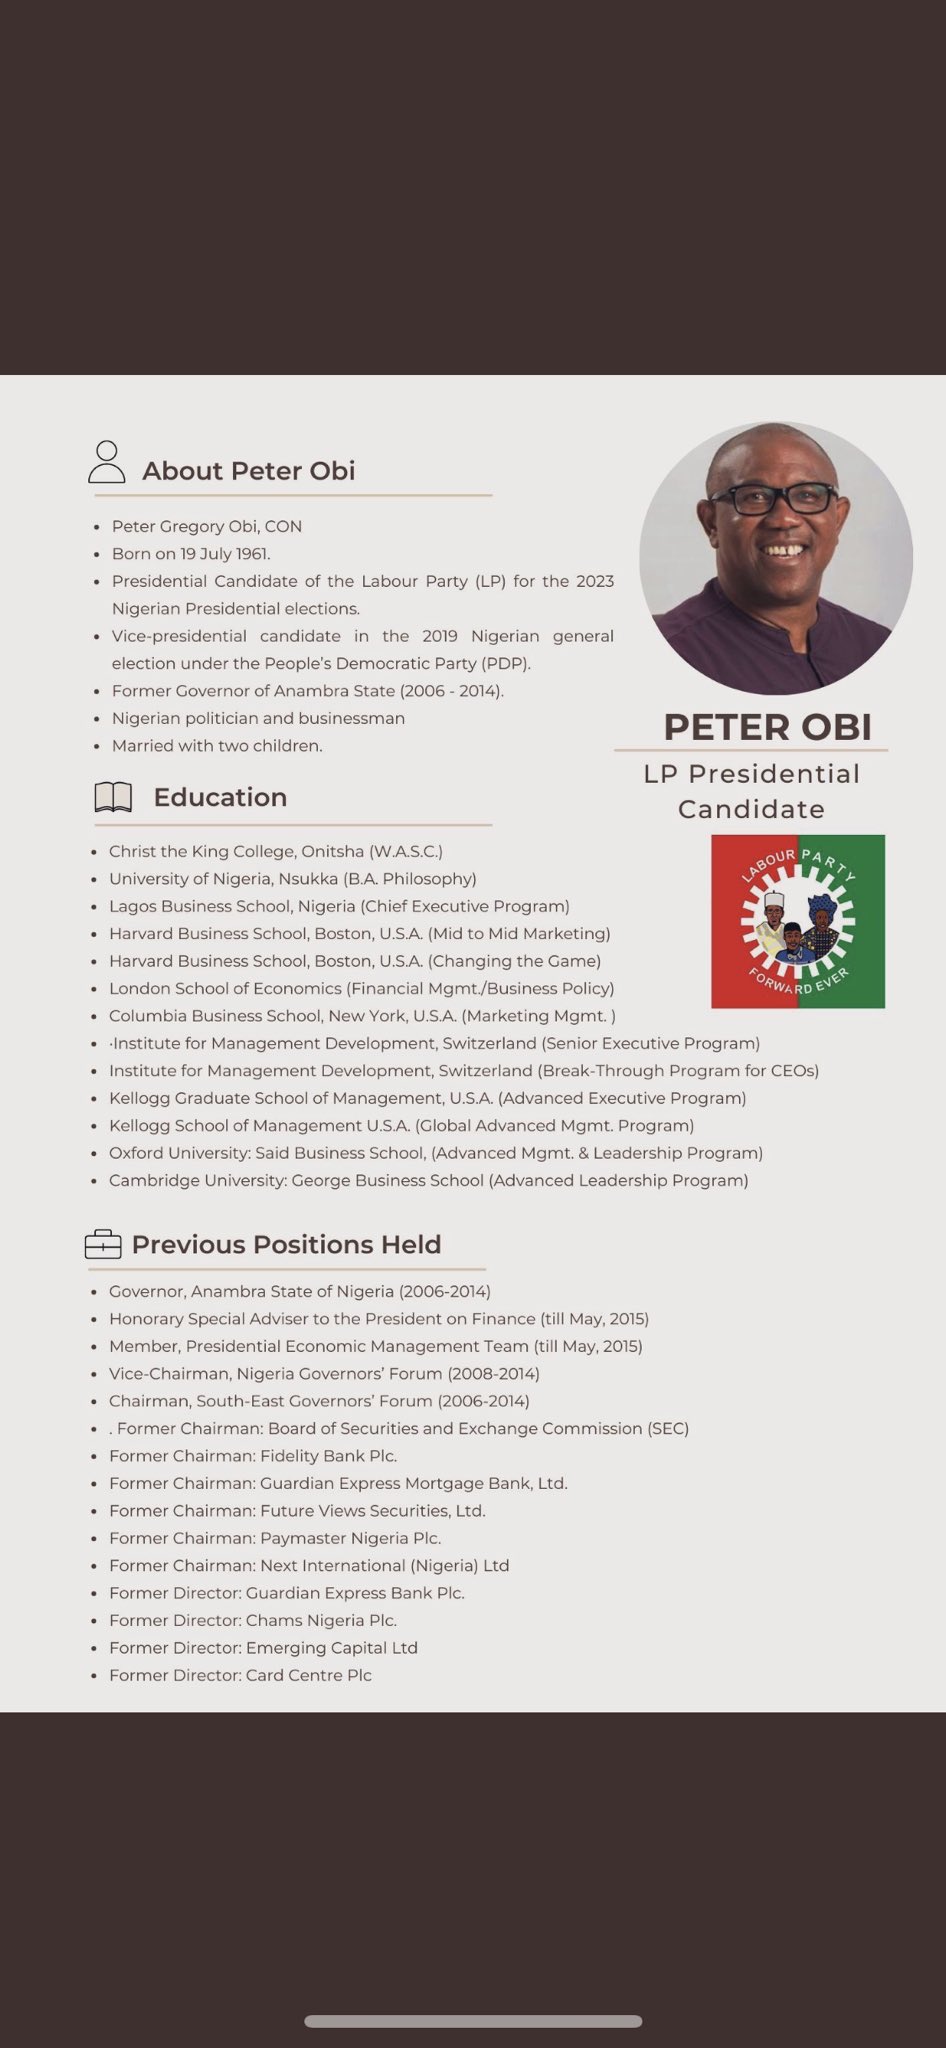 About Peter Obi
• Peter Gregory Obi, CON
• Born on 19 July 1961.
• Presidential Candidate of the Labour Party (LP) for the 2023
Nigerian Presidential elections.
• Vice-presidential candidate in the 2019 Nigerian general
election under the People's Democratic Party (PDP).
• Former Governor of Anambra State (2006 - 2014).
• Nigerian politician and businessman
• Married with two children.
PETER OBI
LP Presidential
Candidate
LABOUR PARTY
FORWARD EVER
Education
• Christ the King College, Onitsha (W.A.S.C.)
• University of Nigeria, Nsukka (B.A. Philosophy)
• Lagos Business School, Nigeria (Chief Executive Program)
• Harvard Business School, Boston, U.S.A. (Mid to Mid Marketing)
• Harvard Business School, Boston, U.S.A. (Changing the Game)
• London School of Economics (Financial Mgmt./Business Policy)
• Columbia Business School, New York, U.S.A. (Marketing Mgmt. )
• ·Institute for Management Development, Switzerland (Senior Executive Program)
• Institute for Management Development, Switzerland (Break-Through Program for CEOs)
• Kellogg Graduate School of Management, U.S.A. (Advanced Executive Program)
• Kellogg School of Management U.S.A. (Global Advanced Mgmt. Program)
• Oxford University: Said Business School, (Advanced Mgmt. & Leadership Program)
• Cambridge University: George Business School (Advanced Leadership Program)
Previous Positions Held
• Governor, Anambra State of Nigeria (2006-2014)
• Honorary Special Adviser to the President on Finance (till May, 2015)
• Member, Presidential Economic Management Team (till May, 2015)
• Vice-Chairman, Nigeria Governors' Forum (2008-2014)
• Chairman, South-East Governors' Forum (2006-2014)
• . Former Chairman: Board of Securities and Exchange Commission (SEC)
• Former Chairman: Fidelity Bank Plc.
• Former Chairman: Guardian Express Mortgage Bank, Ltd.
• Former Chairman: Future Views Securities, Ltd.
• Former Chairman: Paymaster Nigeria Plc.
• Former Chairman: Next International (Nigeria) Ltd
• Former Director: Guardian Express Bank Plc.
• Former Director: Chams Nigeria Plc.
• Former Director: Emerging Capital Ltd
• Former Director: Card Centre Plc